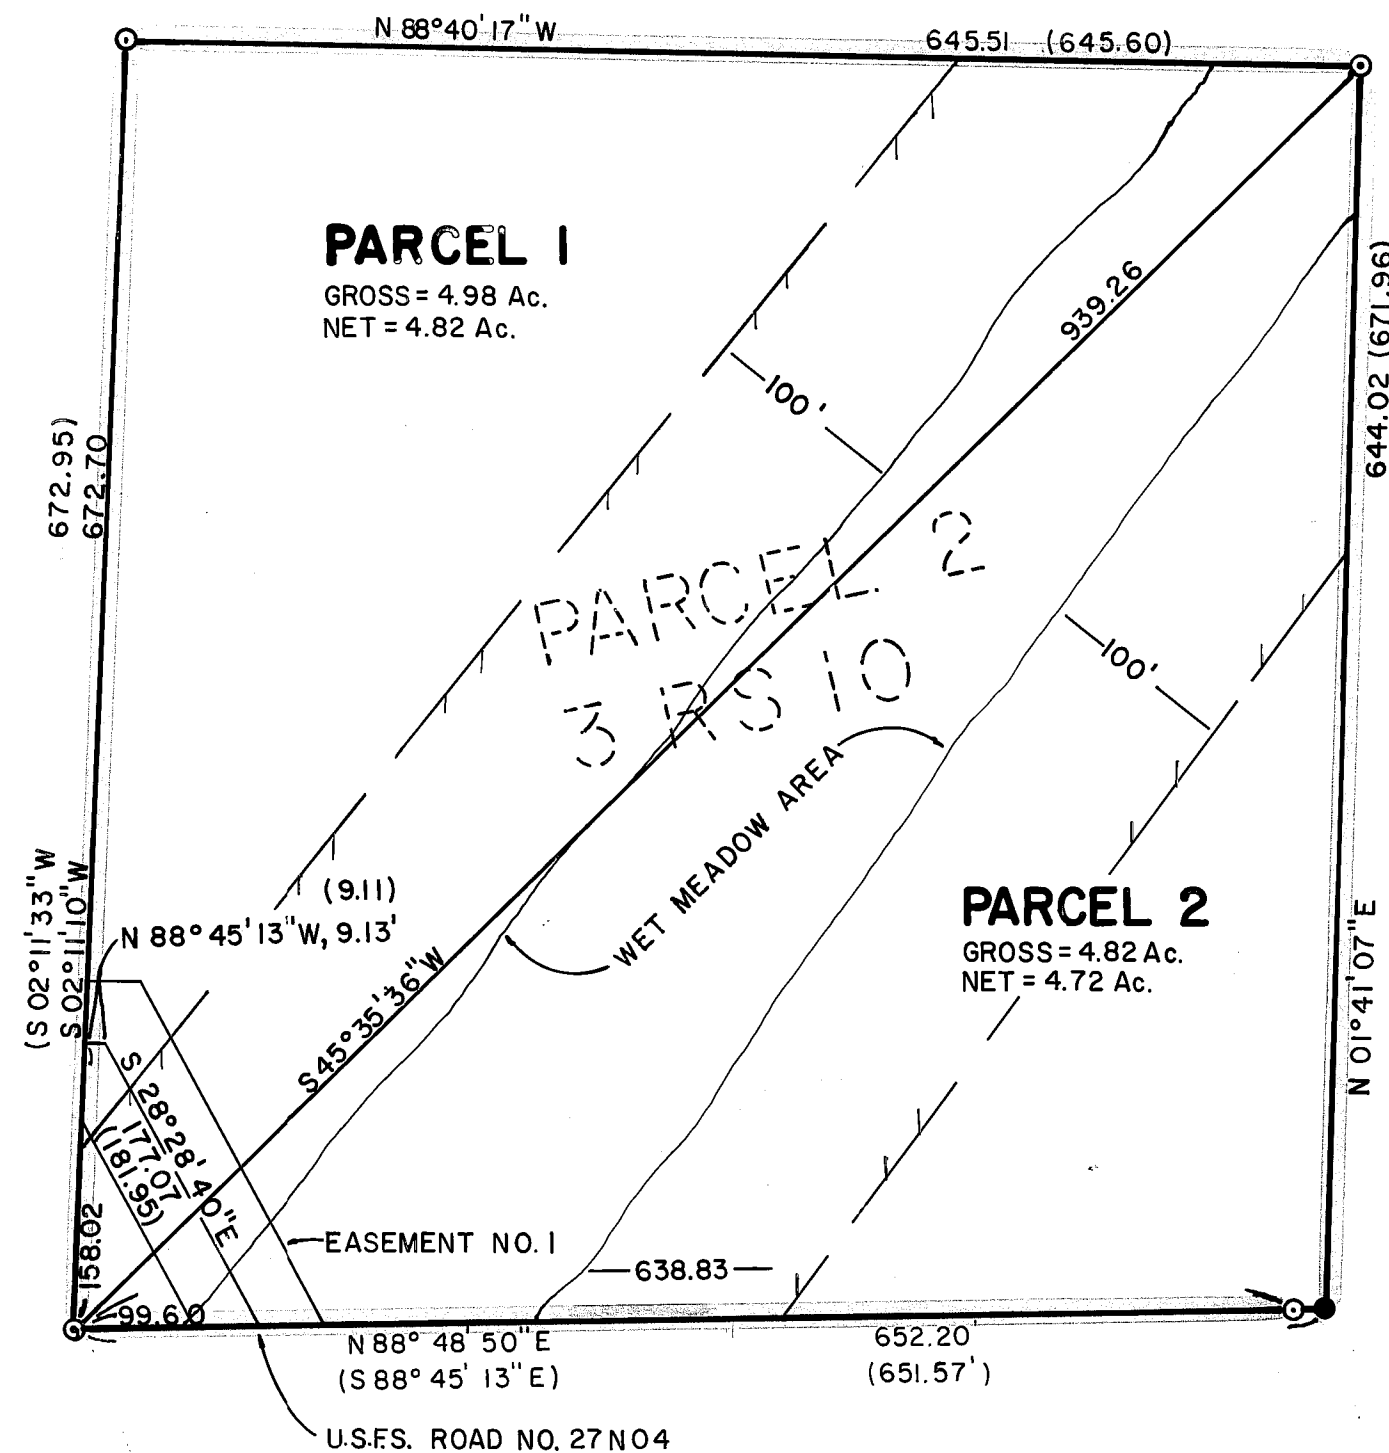 N 88°40'17" W
645.51 (645.60)
PARCEL 1
GROSS = 4.98 Ac.
NET = 4.82 Ac.
939.26
644.02 (671.96)
100'
672.95)
672.70
PARCEL 2
3 RS 10
100'
WET MEADOW AREA
(9.11)
N 88°45'13"W, 9.13'
PARCEL 2
GROSS = 4.82 Ac.
NET = 4.72 Ac.
(S 02°11'33"W
S 02°11'10"W
S45°35'36"W
N 01°41'07"E
S 28°28'40"E
177.07
(181.95)
158.02
EASEMENT NO. 1
638.83
99.60
N 88° 48' 50"E
(S 88° 45' 13"E)
652.20
(651.57')
U.S.F.S. ROAD NO. 27N04